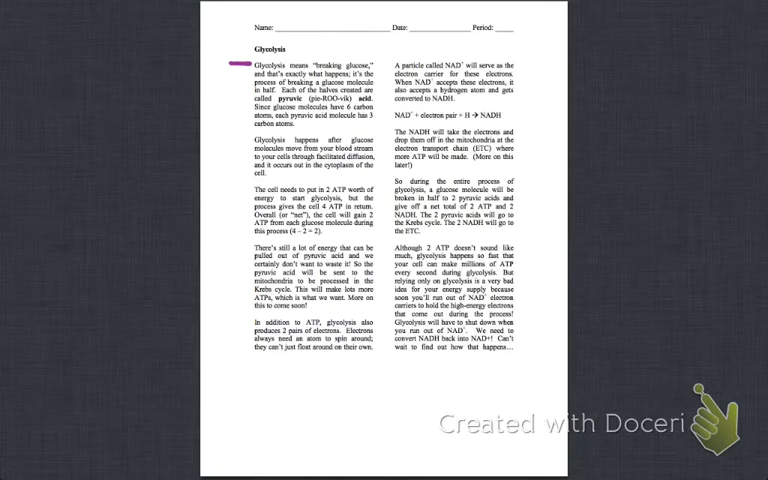 Name: ________________________________ Date: _________________ Period: _____
Glycolysis
Glycolysis means "breaking glucose,"
and that's exactly what happens; it's the
process of breaking a glucose molecule
in half. Each of the halves created are
called pyruvic (pie-ROO-vik) acid.
Since glucose molecules have 6 carbon
atoms, each pyruvic acid molecule has 3
carbon atoms.
Glycolysis happens after glucose
molecules move from your blood stream
to your cells through facilitated diffusion,
and it occurs out in the cytoplasm of the
cell.
The cell needs to put in 2 ATP worth of
energy to start glycolysis, but the
process gives the cell 4 ATP in return.
Overall (or "net"), the cell will gain 2
ATP from each glucose molecule during
this process (4 – 2 = 2).
There's still a lot of energy that can be
pulled out of pyruvic acid and we
certainly don't want to waste it! So the
pyruvic acid will be sent to the
mitochondria to be processed in the
Krebs cycle. This will make lots more
ATPs, which is what we want. More on
this to come soon!
In addition to ATP, glycolysis also
produces 2 pairs of electrons. Electrons
always need an atom to spin around;
they can't just float around on their own.
A particle called NAD⁺ will serve as the
electron carrier for these electrons.
When NAD⁺ accepts these electrons, it
also accepts a hydrogen atom and gets
converted to NADH.
NAD⁺ + electron pair + H → NADH
The NADH will take the electrons and
drop them off in the mitochondria at the
electron transport chain (ETC) where
more ATP will be made. (More on this
later!)
So during the entire process of
glycolysis, a glucose molecule will be
broken in half to 2 pyruvic acids and
give off a net total of 2 ATP and 2
NADH. The 2 pyruvic acids will go to
the Krebs cycle. The 2 NADH will go to
the ETC.
Although 2 ATP doesn't sound like
much, glycolysis happens so fast that
your cell can make millions of ATP
every second during glycolysis. But
relying only on glycolysis is a very bad
idea for your energy supply because
soon you'll run out of NAD⁺ electron
carriers to hold the high-energy electrons
that come out during the process!
Glycolysis will have to shut down when
you run out of NAD⁺. We need to
convert NADH back into NAD+! Can't
wait to find out how that happens…
Created with Doceri